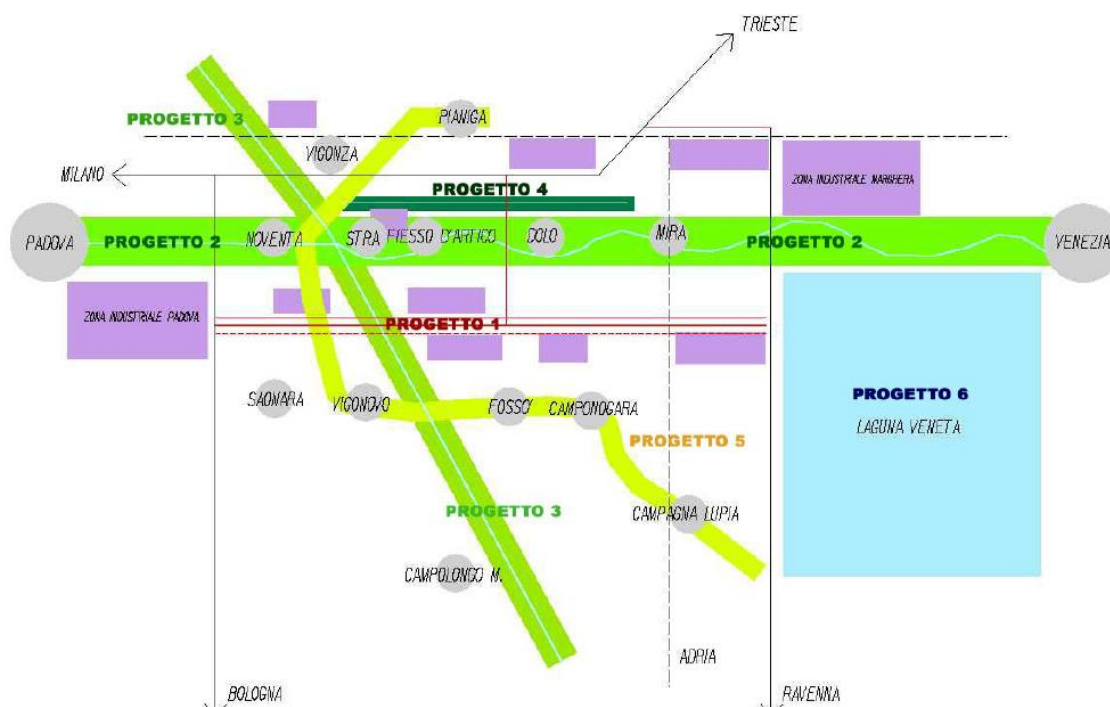 TRIESTE
PROGETTO 3
PIANIGA
VIGONZA
MILANO
ZONA INDUSTRIALE MARGHERA
PROGETTO 4
PADOVA
PROGETTO 2
NOVENTA
STRA
FIESSO D'ARTICO
DOLO
MIRA
PROGETTO 2
VENEZIA
ZONA INDUSTRIALE PADOVA
PROGETTO 1
SAONARA
VIGONOVO
FOSSO'
CAMPONOGARA
PROGETTO 6
LAGUNA VENETA
PROGETTO 5
PROGETTO 3
CAMPAGNA LUPIA
CAMPOLONGO M.
ADRIA
BOLOGNA
RAVENNA